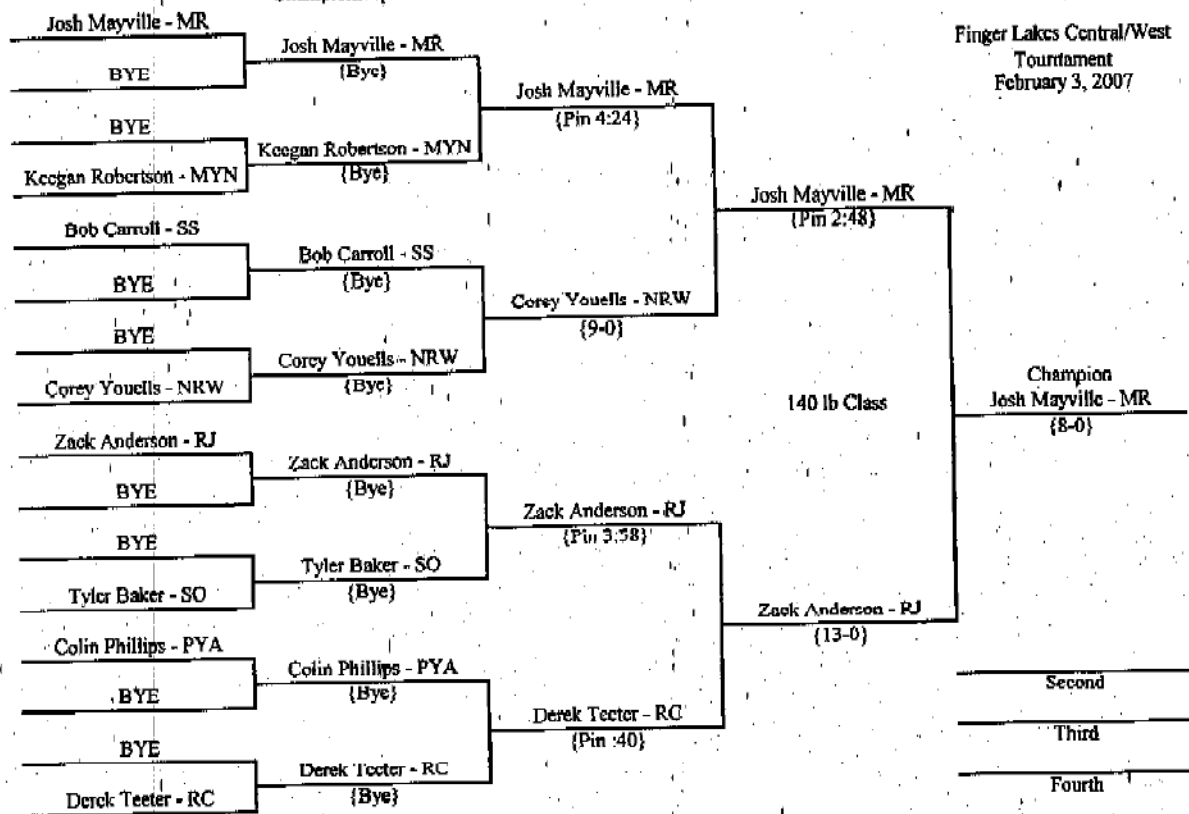 Josh Mayville - MR
BYE
BYE
Keegan Robertson - MYN
Bob Carroll - SS
BYE
BYE
Corey Youells - NRW
Zack Anderson - RJ
BYE
BYE
Tyler Baker - SO
Colin Phillips - PYA
BYE
BYE
Derek Teeter - RC
Josh Mayville - MR
{Bye}
Keegan Robertson - MYN
{Bye}
Bob Carroll - SS
{Bye}
Corey Youells - NRW
{Bye}
Zack Anderson - RJ
{Bye}
Tyler Baker - SO
{Bye}
Colin Phillips - PYA
{Bye}
Derek Teeter - RC
{Bye}
Josh Mayville - MR
{Pin 4:24}
Corey Youells - NRW
{9-0}
Zack Anderson - RJ
{Pin 3:58}
Derek Teeter - RC
{Pin :40}
Josh Mayville - MR
{Pin 2:48}
140 lb Class
Zack Anderson - RJ
{13-0}
Finger Lakes Central/West
Tournament
February 3, 2007
Champion
Josh Mayville - MR
{8-0}
Second
Third
Fourth